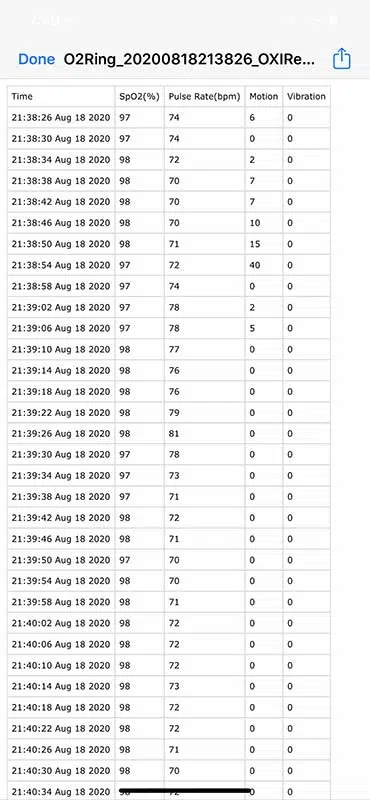 Done O2Ring_20200818213826_OXIRe...
Time SpO2(%) Pulse Rate(bpm) Motion Vibration
21:38:26 Aug 18 2020 97 74 6 0
21:38:30 Aug 18 2020 97 74 0 0
21:38:34 Aug 18 2020 98 72 2 0
21:38:38 Aug 18 2020 98 70 7 0
21:38:42 Aug 18 2020 98 70 7 0
21:38:46 Aug 18 2020 98 70 10 0
21:38:50 Aug 18 2020 98 71 15 0
21:38:54 Aug 18 2020 97 72 40 0
21:38:58 Aug 18 2020 97 74 0 0
21:39:02 Aug 18 2020 97 78 2 0
21:39:06 Aug 18 2020 97 78 5 0
21:39:10 Aug 18 2020 98 77 0 0
21:39:14 Aug 18 2020 98 76 0 0
21:39:18 Aug 18 2020 98 76 0 0
21:39:22 Aug 18 2020 98 79 0 0
21:39:26 Aug 18 2020 98 81 0 0
21:39:30 Aug 18 2020 97 78 0 0
21:39:34 Aug 18 2020 97 73 0 0
21:39:38 Aug 18 2020 97 71 0 0
21:39:42 Aug 18 2020 98 72 0 0
21:39:46 Aug 18 2020 98 71 0 0
21:39:50 Aug 18 2020 97 70 0 0
21:39:54 Aug 18 2020 98 70 0 0
21:39:58 Aug 18 2020 98 71 0 0
21:40:02 Aug 18 2020 98 72 0 0
21:40:06 Aug 18 2020 98 72 0 0
21:40:10 Aug 18 2020 98 72 0 0
21:40:14 Aug 18 2020 98 73 0 0
21:40:18 Aug 18 2020 98 72 0 0
21:40:22 Aug 18 2020 98 72 0 0
21:40:26 Aug 18 2020 98 71 0 0
21:40:30 Aug 18 2020 98 70 0 0
21:40:34 Aug 18 2020 98 72 0 0